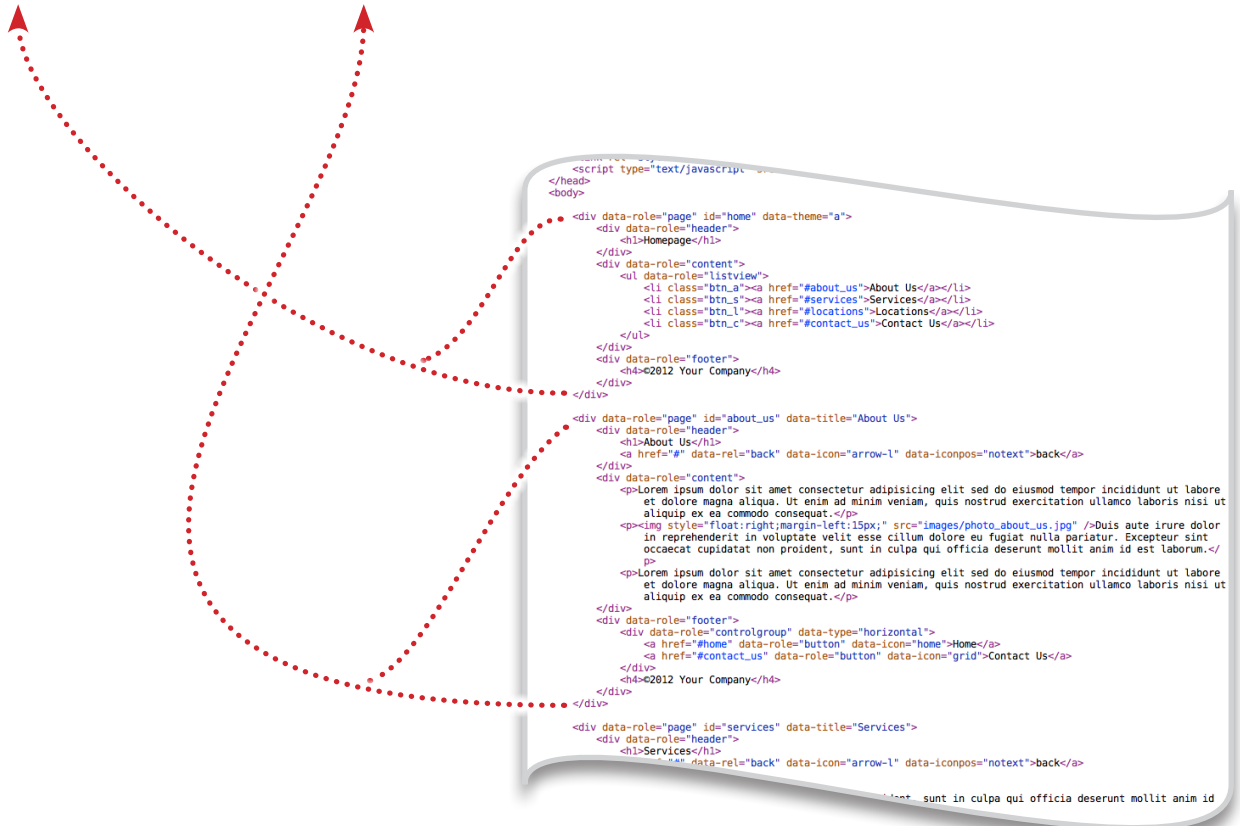 <script type="text/javascript"
</head>
<body>
<div data-role="page" id="home" data-theme="a">
<div data-role="header">
<h1>Homepage</h1>
</div>
<div data-role="content">
<ul data-role="listview">
<li class="btn_a"><a href="#about_us">About Us</a></li>
<li class="btn_s"><a href="#services">Services</a></li>
<li class="btn_l"><a href="#locations">Locations</a></li>
<li class="btn_c"><a href="#contact_us">Contact Us</a></li>
</ul>
</div>
<div data-role="footer">
<h4>©2012 Your Company</h4>
</div>
</div>
<div data-role="page" id="about_us" data-title="About Us">
<div data-role="header">
<h1>About Us</h1>
<a href="#" data-rel="back" data-icon="arrow-l" data-iconpos="notext">back</a>
</div>
<div data-role="content">
<p>Lorem ipsum dolor sit amet consectetur adipisicing elit sed do eiusmod tempor incididunt ut labore
et dolore magna aliqua. Ut enim ad minim veniam, quis nostrud exercitation ullamco laboris nisi ut
aliquip ex ea commodo consequat.</p>
<p><img style="float:right;margin-left:15px;" src="images/photo_about_us.jpg" />Duis aute irure dolor
in reprehenderit in voluptate velit esse cillum dolore eu fugiat nulla pariatur. Excepteur sint
occaecat cupidatat non proident, sunt in culpa qui officia deserunt mollit anim id est laborum.</
p>
<p>Lorem ipsum dolor sit amet consectetur adipisicing elit sed do eiusmod tempor incididunt ut labore
et dolore magna aliqua. Ut enim ad minim veniam, quis nostrud exercitation ullamco laboris nisi ut
aliquip ex ea commodo consequat.</p>
</div>
<div data-role="footer">
<div data-role="controlgroup" data-type="horizontal">
<a href="#home" data-role="button" data-icon="home">Home</a>
<a href="#contact_us" data-role="button" data-icon="grid">Contact Us</a>
</div>
<h4>©2012 Your Company</h4>
</div>
</div>
<div data-role="page" id="services" data-title="Services">
<div data-role="header">
<h1>Services</h1>
"#" data-rel="back" data-icon="arrow-l" data-iconpos="notext">back</a>
sunt in culpa qui officia deserunt mollit anim id